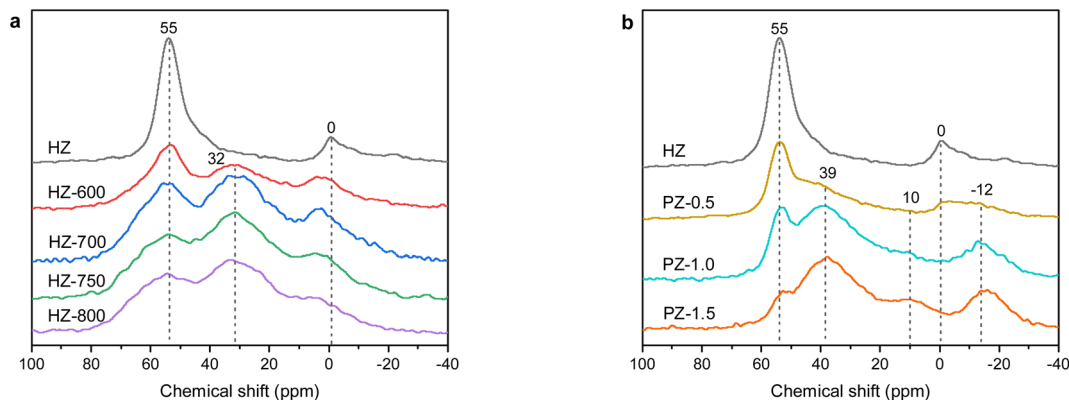 a
55
0
HZ
32
HZ-600
HZ-700
HZ-750
HZ-800
100 80 60 40 20 0 -20 -40
Chemical shift (ppm)
b
55
0
HZ
39
10
-12
PZ-0.5
PZ-1.0
PZ-1.5
100 80 60 40 20 0 -20 -40
Chemical shift (ppm)